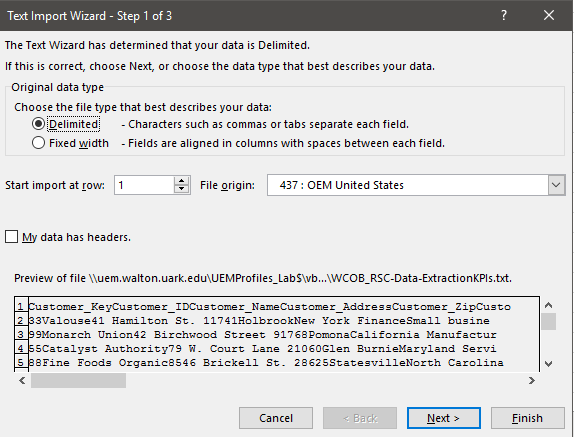 Text Import Wizard - Step 1 of 3 ?
The Text Wizard has determined that your data is Delimited.
If this is correct, choose Next, or choose the data type that best describes your data.
Original data type
Choose the file type that best describes your data:
Delimited - Characters such as commas or tabs separate each field.
Fixed width - Fields are aligned in columns with spaces between each field.
Start import at row: 1 File origin: 437 : OEM United States
My data has headers.
Preview of file \\uem.walton.uark.edu\UEMProfiles_Lab$\vb...\WCOB_RSC-Data-ExtractionKPIs.txt.
1 Customer_KeyCustomer_IDCustomer_NameCustomer_AddressCustomer_ZipCusto
2 33Valouse41 Hamilton St. 11741HolbrookNew York FinanceSmall busine
3 99Monarch Union42 Birchwood Street 91768PomonaCalifornia Manufactur
4 55Catalyst Authority79 W. Court Lane 21060Glen BurnieMaryland Servi
5 88Fine Foods Organic8546 Brickell St. 28625StatesvilleNorth Carolina
Cancel < Back Next > Finish